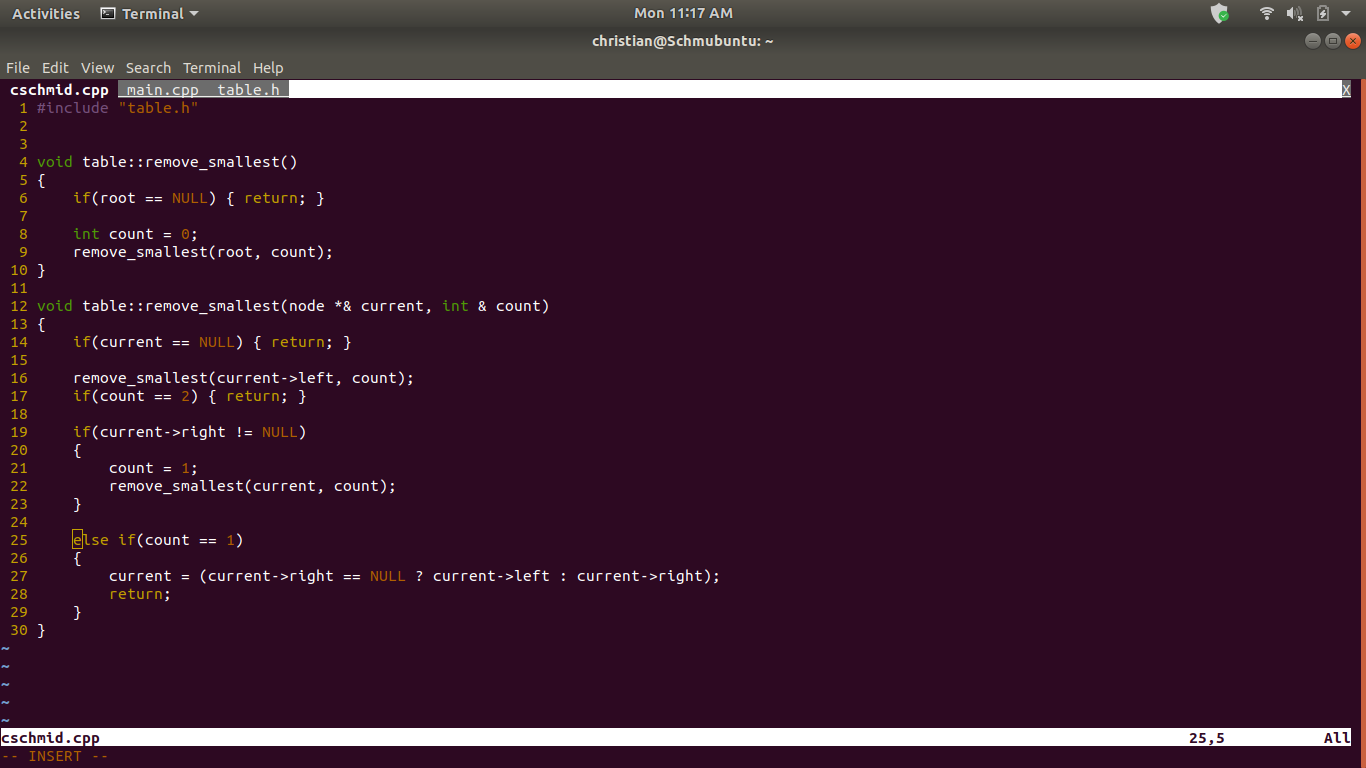 Activities Terminal Mon 11:17 AM
christian@Schmubuntu: ~
File Edit View Search Terminal Help
cschmid.cpp main.cpp table.h X
1 #include "table.h"
2
3
4 void table::remove_smallest()
5 {
6     if(root == NULL) { return; }
7
8     int count = 0;
9     remove_smallest(root, count);
10 }
11
12 void table::remove_smallest(node *& current, int & count)
13 {
14     if(current == NULL) { return; }
15
16     remove_smallest(current->left, count);
17     if(count == 2) { return; }
18
19     if(current->right != NULL)
20     {
21         count = 1;
22         remove_smallest(current, count);
23     }
24
25     else if(count == 1)
26     {
27         current = (current->right == NULL ? current->left : current->right);
28         return;
29     }
30 }
~
~
~
~
~
cschmid.cpp 25,5 All
-- INSERT --